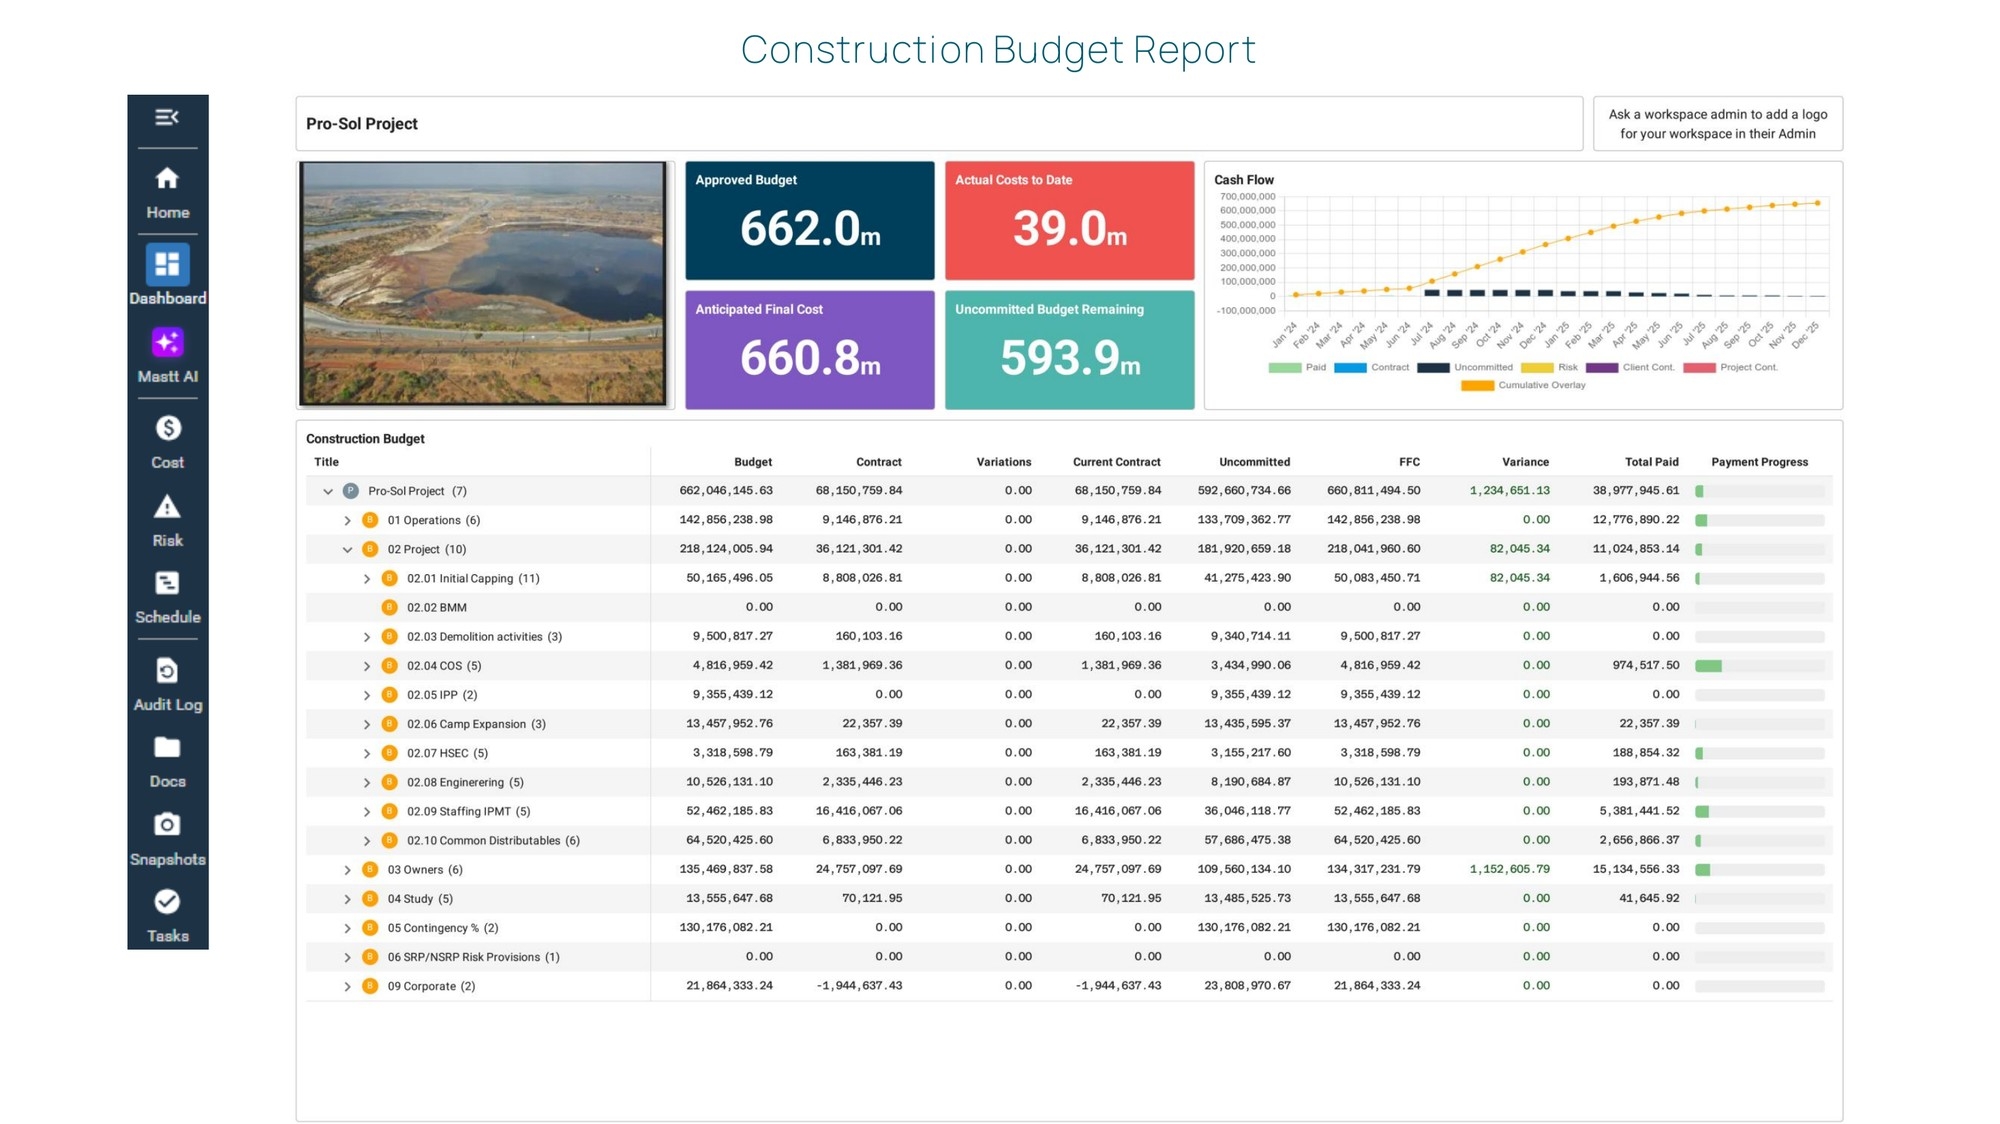 Construction Budget Report
Home
Dashboard
Mastt AI
Cost
Risk
Schedule
Audit Log
Docs
Snapshots
Tasks
Pro-Sol Project
Ask a workspace admin to add a logo
for your workspace in their Admin
Approved Budget
662.0m
Actual Costs to Date
39.0m
Anticipated Final Cost
660.8m
Uncommitted Budget Remaining
593.9m
Cash Flow
700,000,000
600,000,000
500,000,000
400,000,000
300,000,000
200,000,000
100,000,000
0
-100,000,000
Jan '24 Feb '24 Mar '24 Apr '24 May '24 Jun '24 Jul '24 Aug '24 Sep '24 Oct '24 Nov '24 Dec '24 Jan '25 Feb '25 Mar '25 Apr '25 May '25 Jun '25 Jul '25 Aug '25 Sep '25 Oct '25 Nov '25 Dec '25
Paid Contract Uncommitted Risk Client Cont. Project Cont.
Cumulative Overlay
Construction Budget
Title Budget Contract Variations Current Contract Uncommitted FFC Variance Total Paid Payment Progress
P Pro-Sol Project (7) 662,046,145.63 68,150,759.84 0.00 68,150,759.84 592,660,734.66 660,811,494.50 1,234,651.13 38,977,945.61
B 01 Operations (6) 142,856,238.98 9,146,876.21 0.00 9,146,876.21 133,709,362.77 142,856,238.98 0.00 12,776,890.22
B 02 Project (10) 218,124,005.94 36,121,301.42 0.00 36,121,301.42 181,920,659.18 218,041,960.60 82,045.34 11,024,853.14
B 02.01 Initial Capping (11) 50,165,496.05 8,808,026.81 0.00 8,808,026.81 41,275,423.90 50,083,450.71 82,045.34 1,606,944.56
B 02.02 BMM 0.00 0.00 0.00 0.00 0.00 0.00 0.00 0.00
B 02.03 Demolition activities (3) 9,500,817.27 160,103.16 0.00 160,103.16 9,340,714.11 9,500,817.27 0.00 0.00
B 02.04 COS (5) 4,816,959.42 1,381,969.36 0.00 1,381,969.36 3,434,990.06 4,816,959.42 0.00 974,517.50
B 02.05 IPP (2) 9,355,439.12 0.00 0.00 0.00 9,355,439.12 9,355,439.12 0.00 0.00
B 02.06 Camp Expansion (3) 13,457,952.76 22,357.39 0.00 22,357.39 13,435,595.37 13,457,952.76 0.00 22,357.39
B 02.07 HSEC (5) 3,318,598.79 163,381.19 0.00 163,381.19 3,155,217.60 3,318,598.79 0.00 188,854.32
B 02.08 Enginerering (5) 10,526,131.10 2,335,446.23 0.00 2,335,446.23 8,190,684.87 10,526,131.10 0.00 193,871.48
B 02.09 Staffing IPMT (5) 52,462,185.83 16,416,067.06 0.00 16,416,067.06 36,046,118.77 52,462,185.83 0.00 5,381,441.52
B 02.10 Common Distributables (6) 64,520,425.60 6,833,950.22 0.00 6,833,950.22 57,686,475.38 64,520,425.60 0.00 2,656,866.37
B 03 Owners (6) 135,469,837.58 24,757,097.69 0.00 24,757,097.69 109,560,134.10 134,317,231.79 1,152,605.79 15,134,556.33
B 04 Study (5) 13,555,647.68 70,121.95 0.00 70,121.95 13,485,525.73 13,555,647.68 0.00 41,645.92
B 05 Contingency % (2) 130,176,082.21 0.00 0.00 0.00 130,176,082.21 130,176,082.21 0.00 0.00
B 06 SRP/NSRP Risk Provisions (1) 0.00 0.00 0.00 0.00 0.00 0.00 0.00 0.00
B 09 Corporate (2) 21,864,333.24 -1,944,637.43 0.00 -1,944,637.43 23,808,970.67 21,864,333.24 0.00 0.00